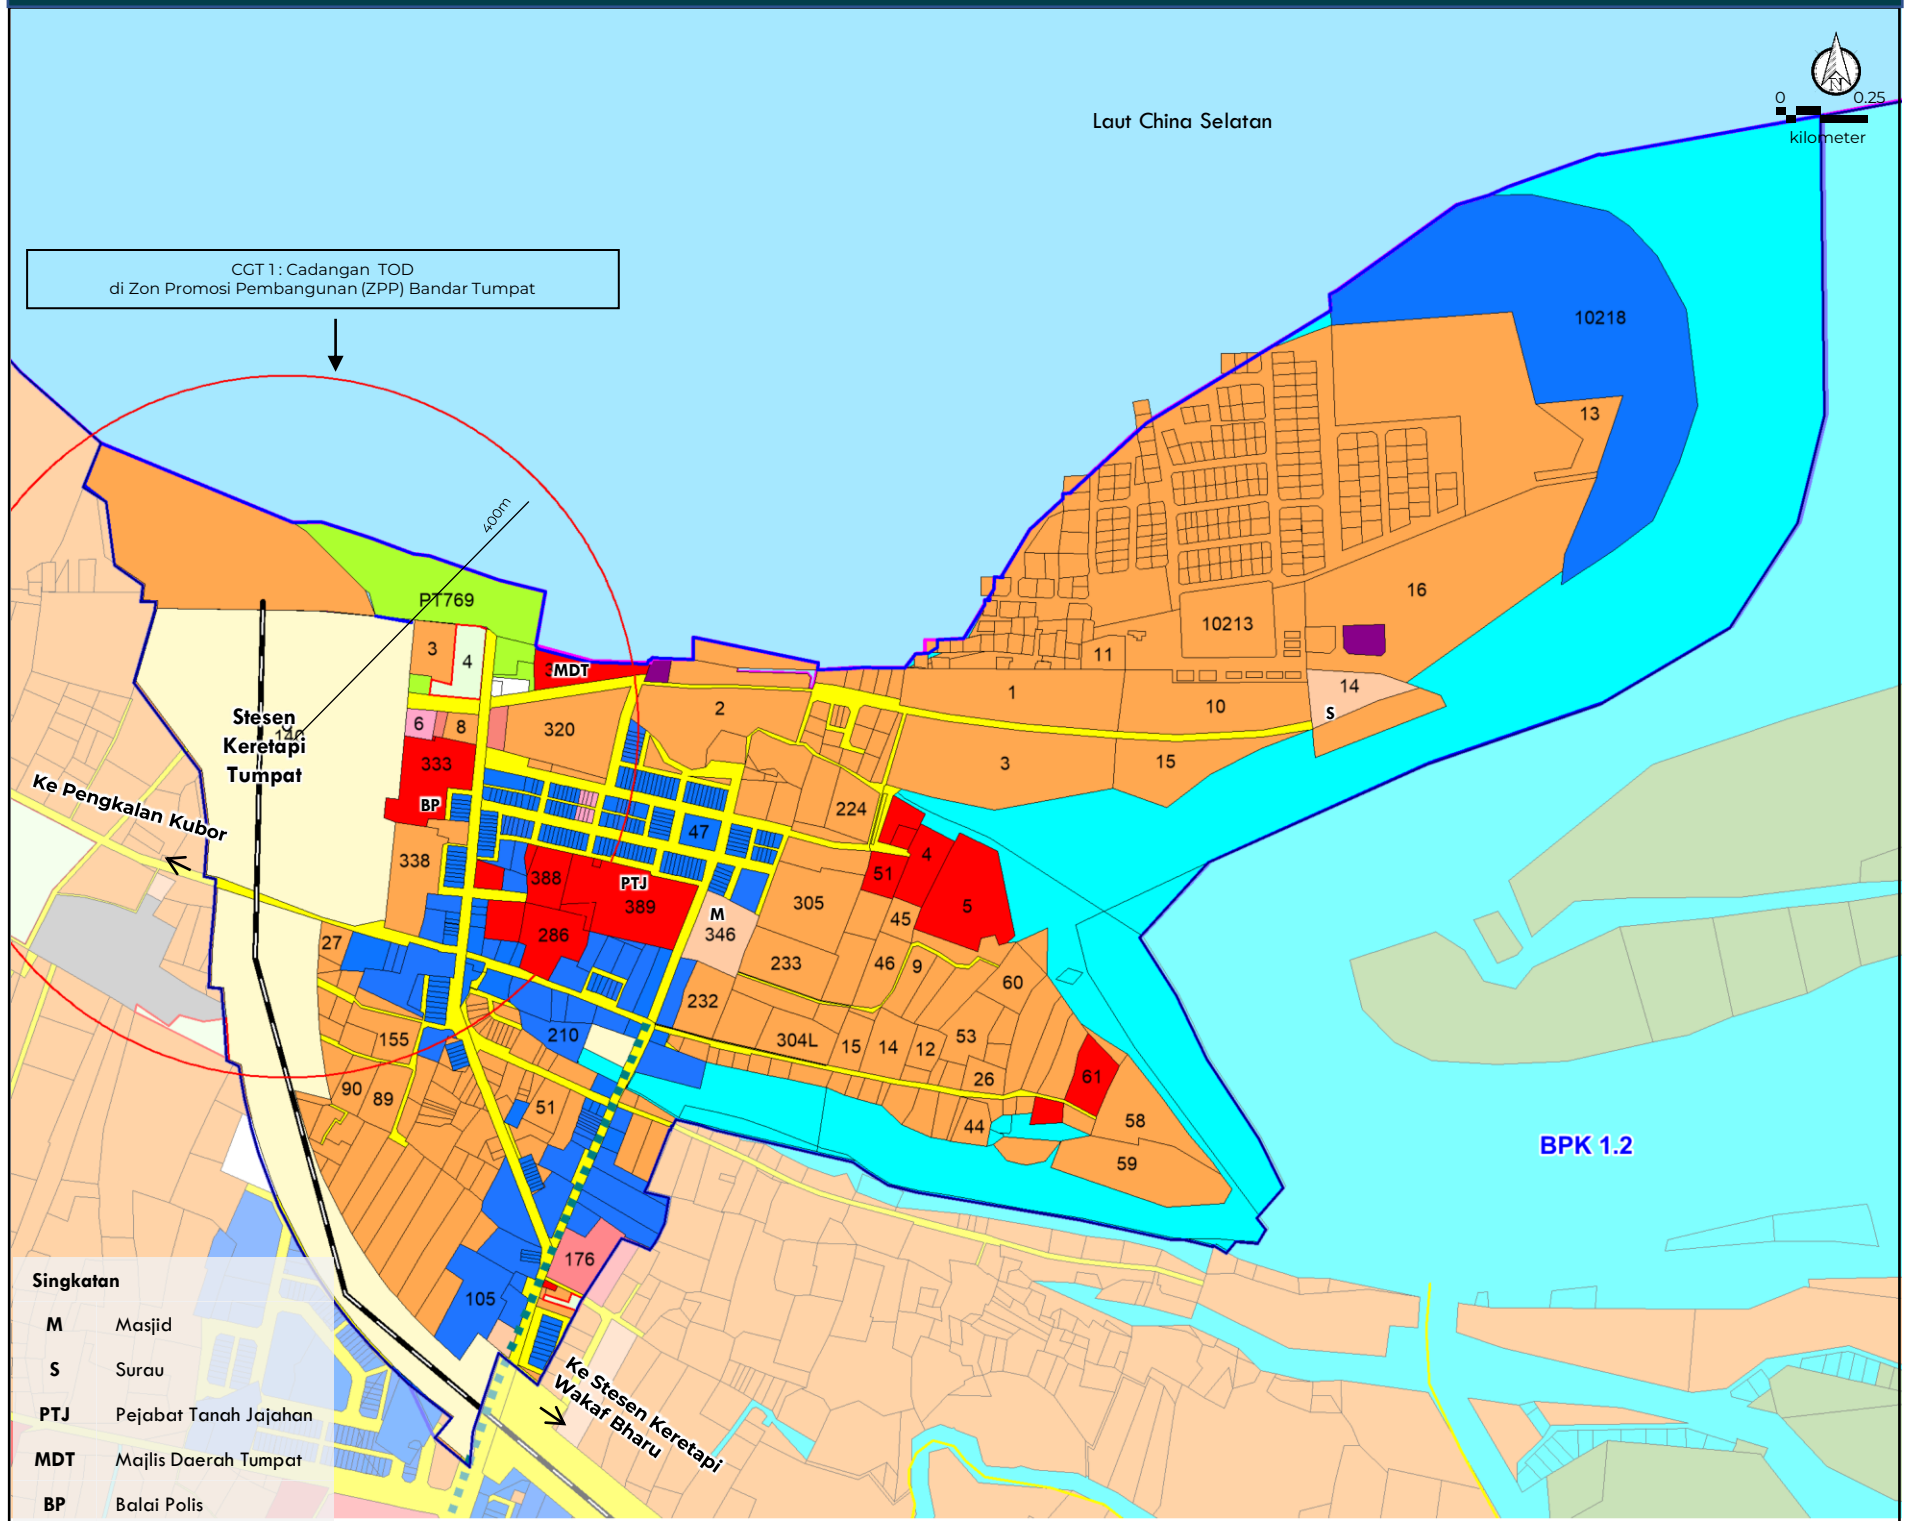 N
0 0.25
kilometer
Laut China Selatan
CGT 1 : Cadangan TOD
di Zon Promosi Pembangunan (ZPP) Bandar Tumpat
10218
13
400m
16
PT769
10213
3
4
11
MDT
14
1
2
10
S
6
8
320
Stesen
Keretapi
Tumpat
140
333
3
15
Ke Pengkalan Kubor
BP
224
47
338
4
388
PTJ
51
389
305
5
M
45
346
286
27
233
46
9
60
232
210
155
304L
15
14
12
53
26
61
90
89
51
44
58
BPK 1.2
59
176
105
Singkatan
M Masjid
S Surau
PTJ Pejabat Tanah Jajahan
MDT Majlis Daerah Tumpat
BP Balai Polis
Ke Stesen Keretapi
Wakaf Bharu